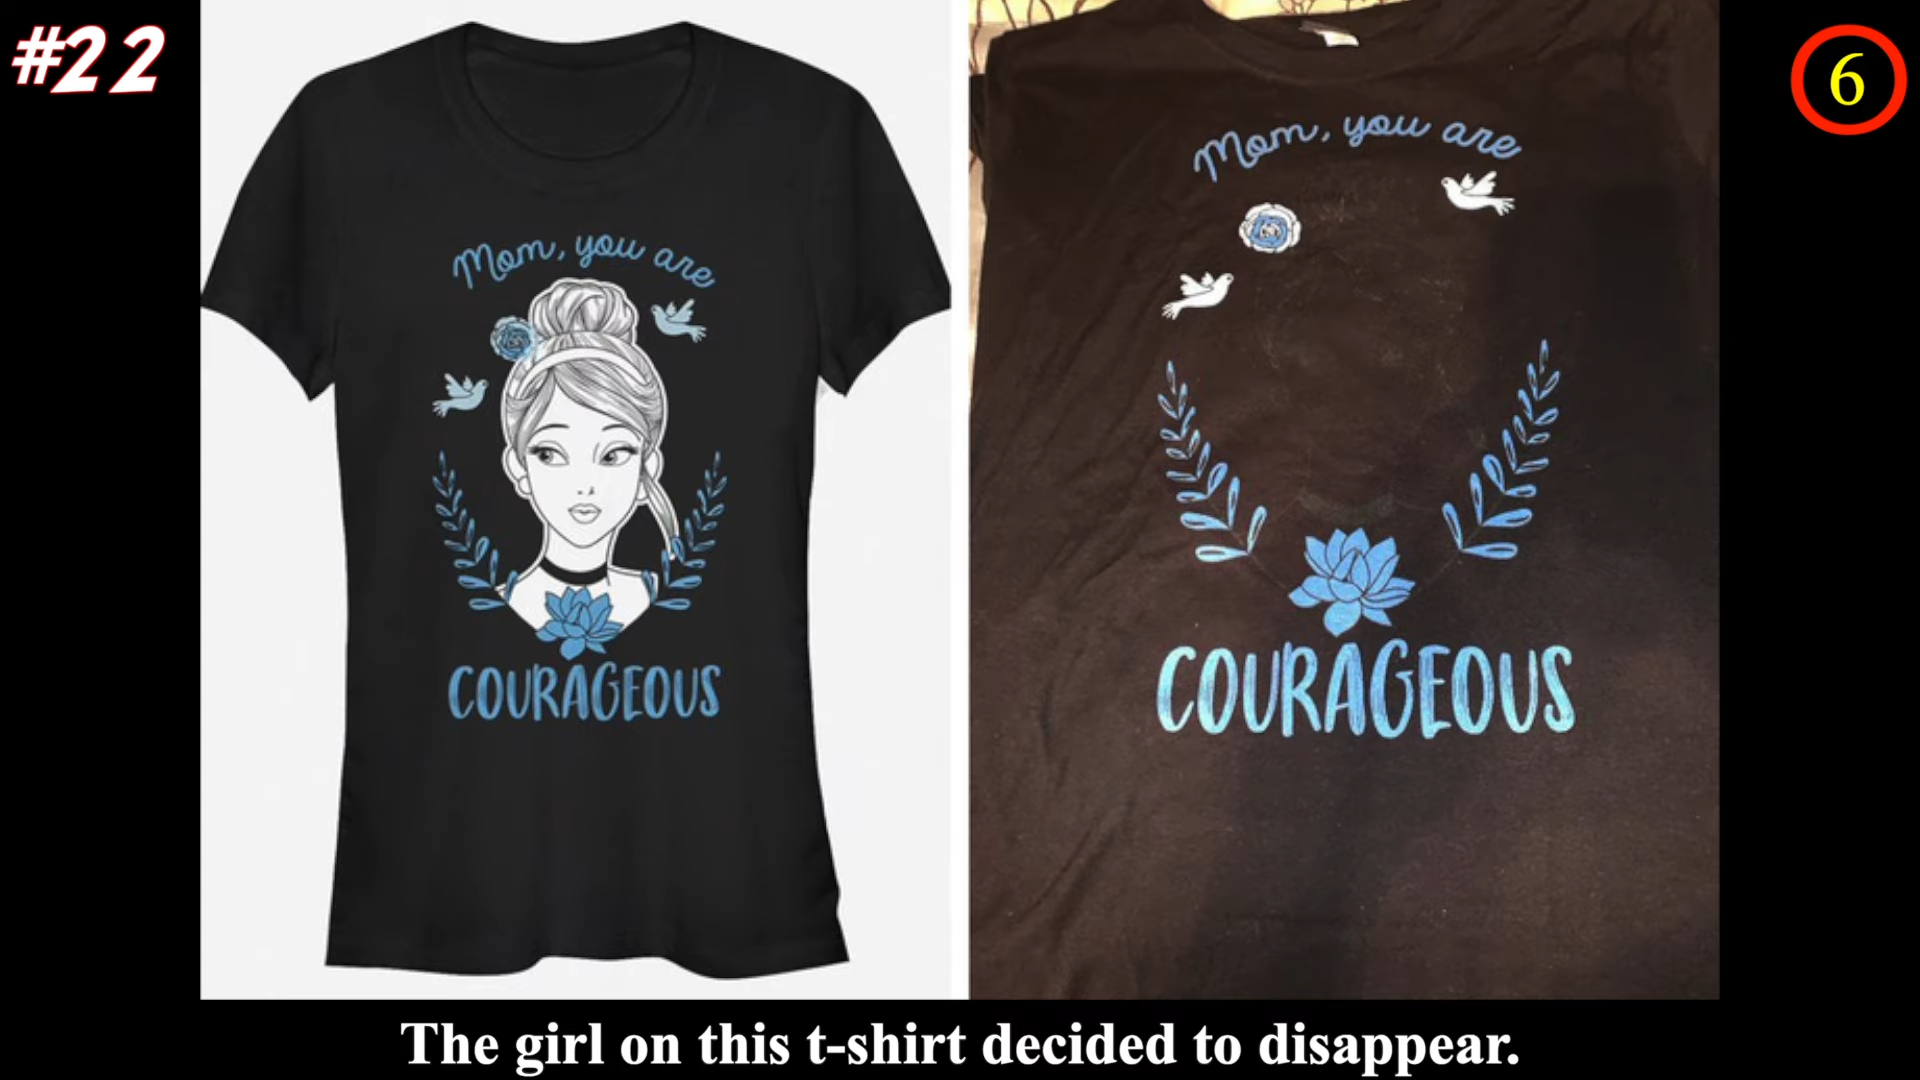 #22
6
Mom, you are
COURAGEOUS
Mom, you are
COURAGEOUS
The girl on this t-shirt decided to disappear.